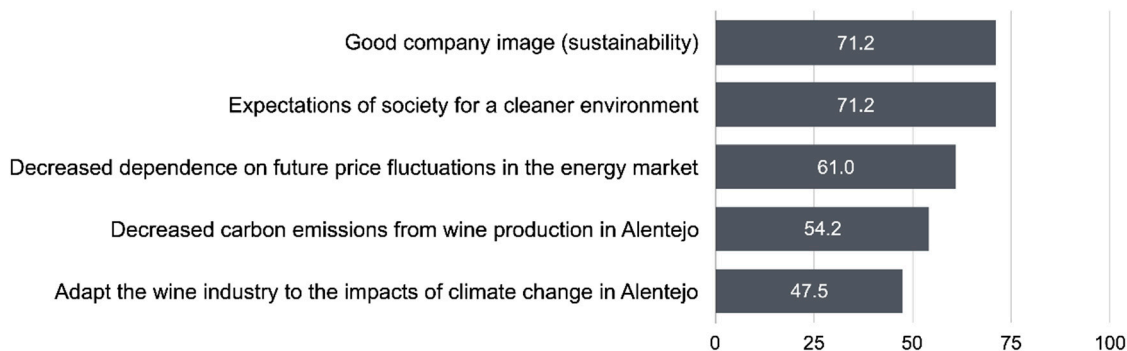 Good company image (sustainability) 71.2
Expectations of society for a cleaner environment 71.2
Decreased dependence on future price fluctuations in the energy market 61.0
Decreased carbon emissions from wine production in Alentejo 54.2
Adapt the wine industry to the impacts of climate change in Alentejo 47.5
0 25 50 75 100